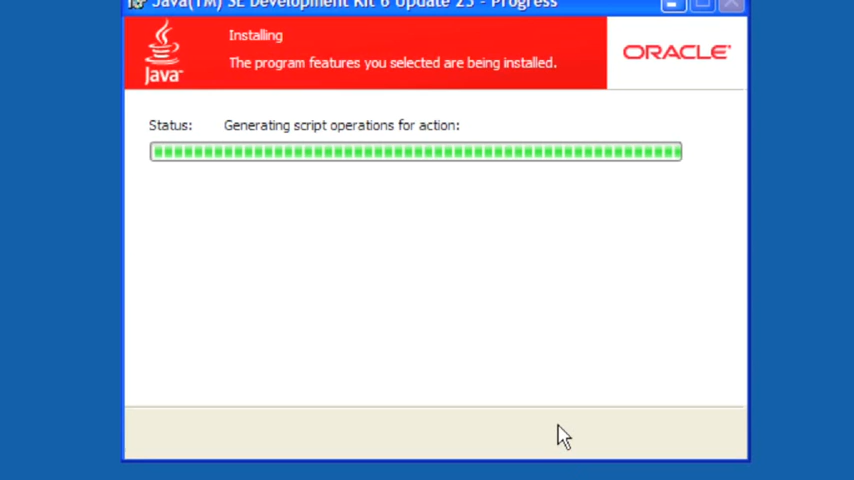 Java(TM) SE Development Kit 6 Update 23 - Progress
Installing
The program features you selected are being installed.
Java™
ORACLE®
Status: Generating script operations for action: